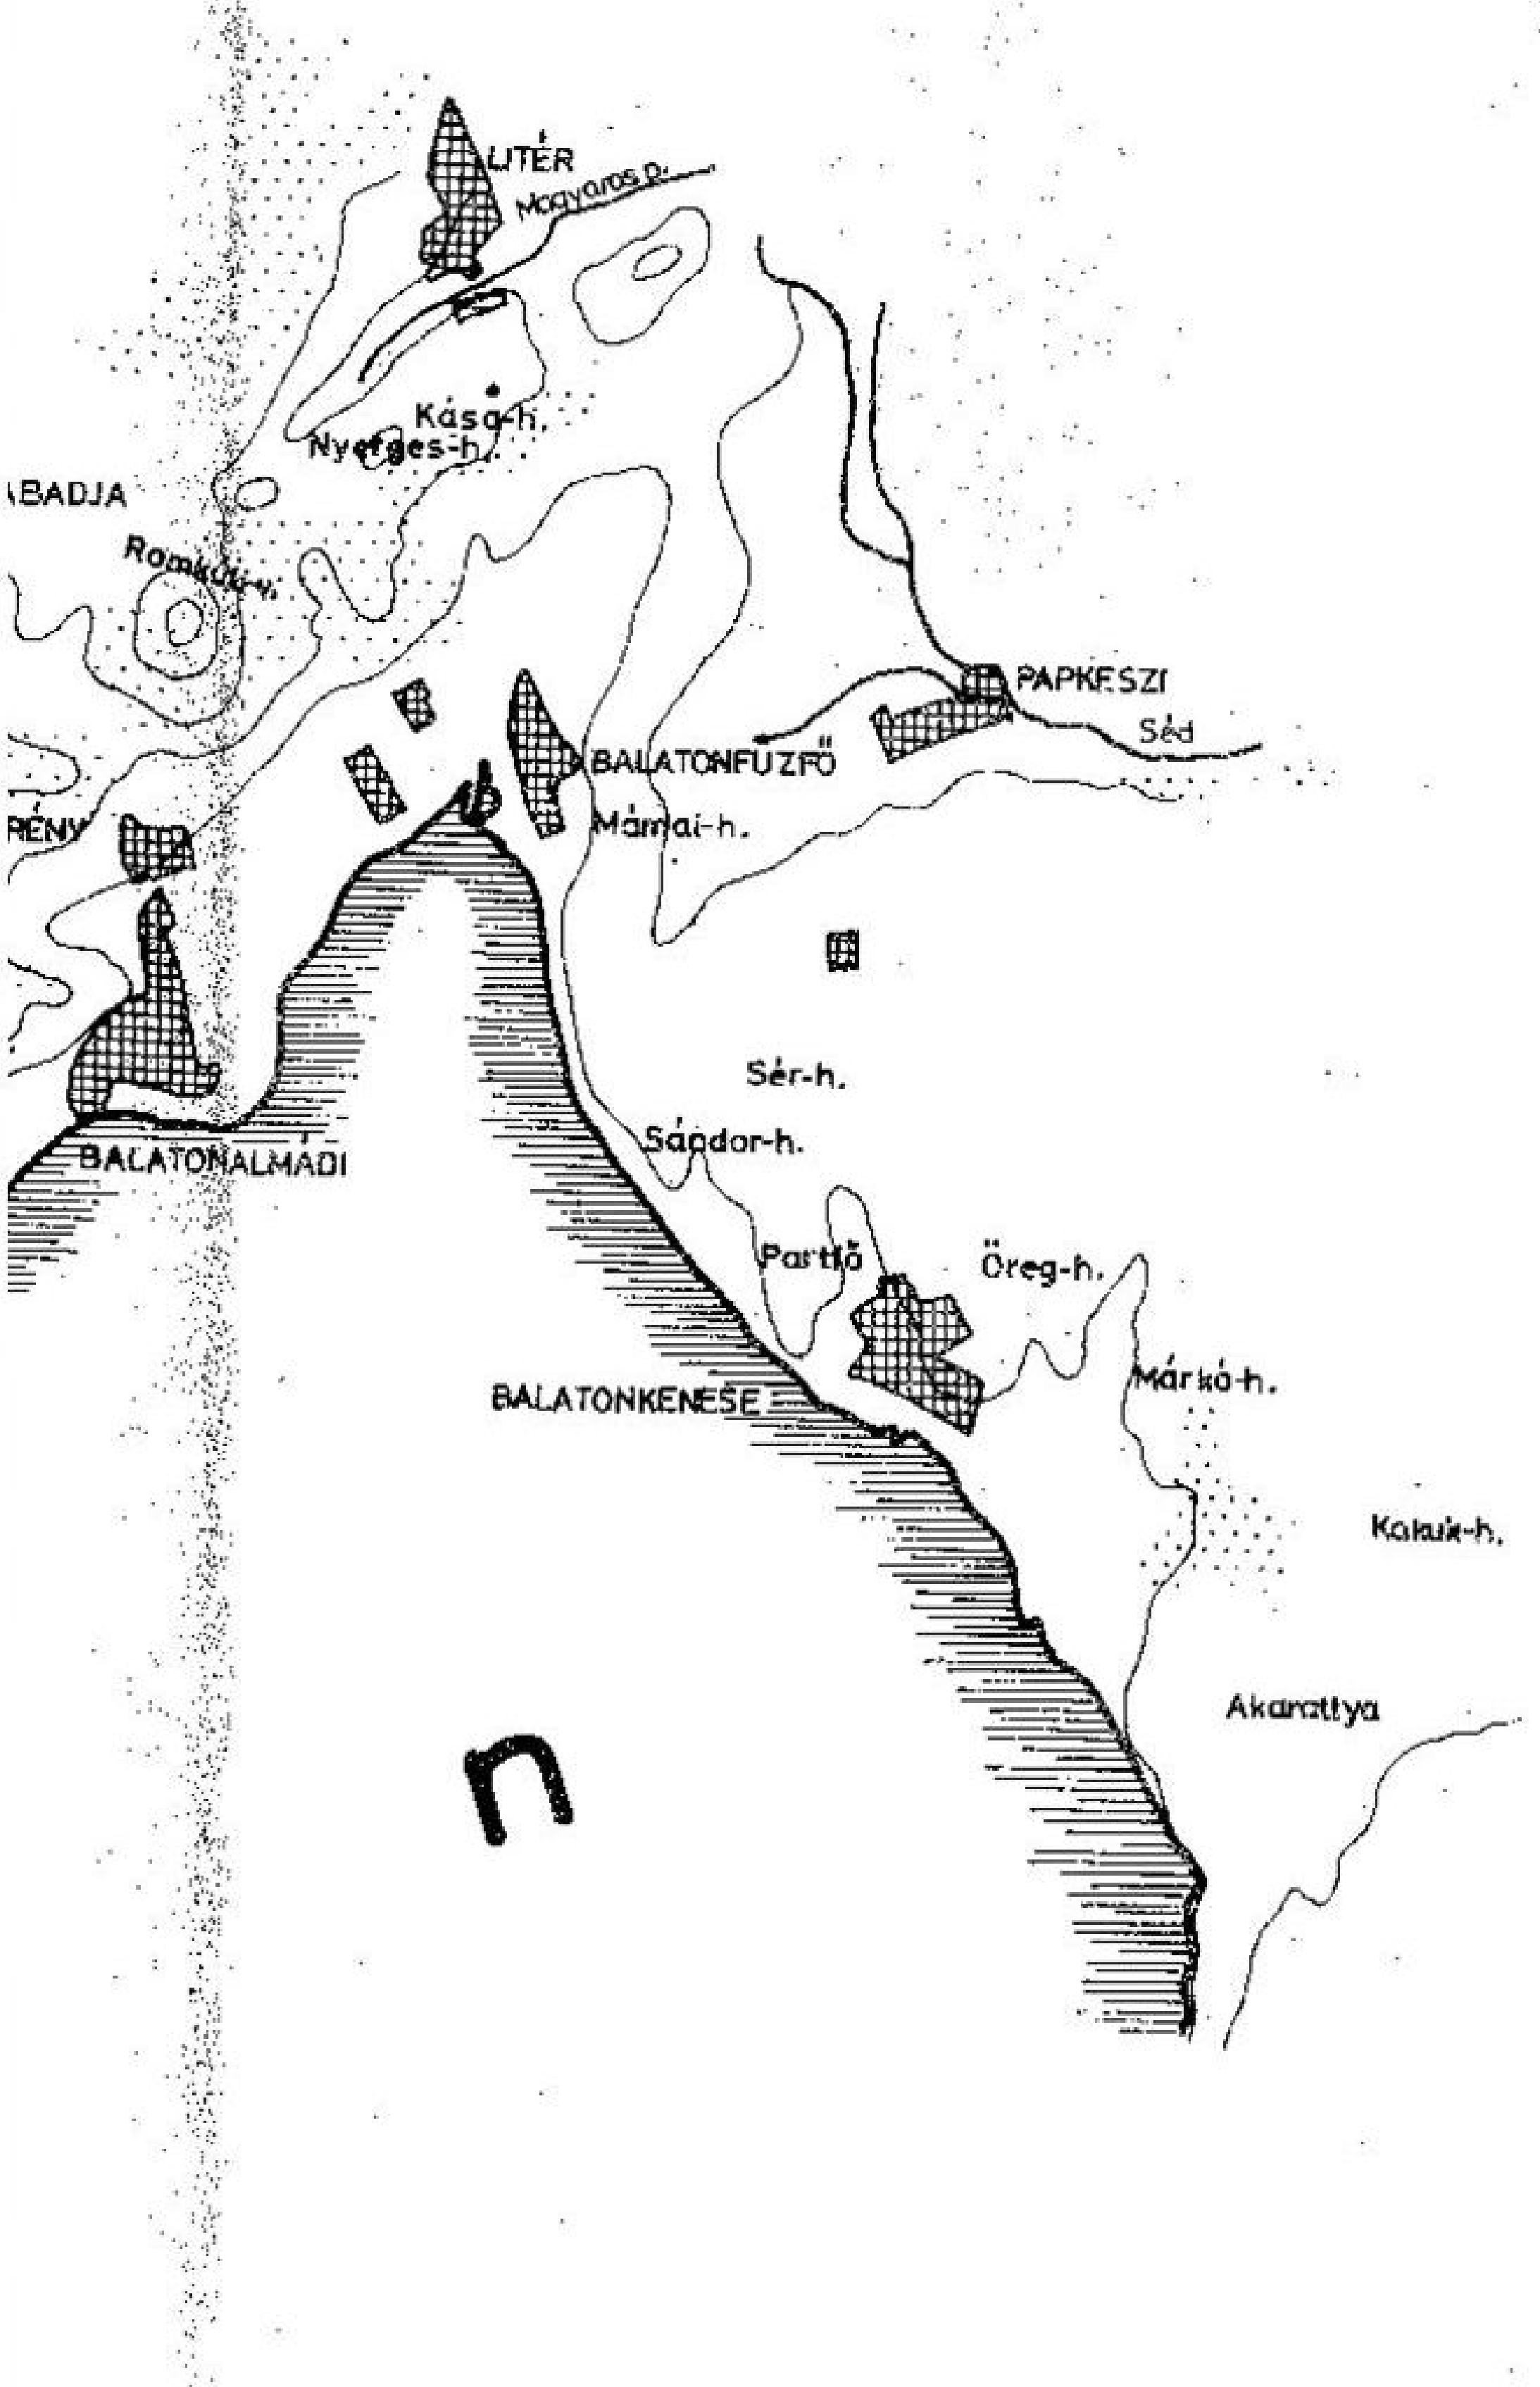 LITÉR
Magyaros p.
Kása-h.
Nyerges-h.
ABADJA
Romkút-h.
PAPKESZI
Séd
BALATONFŰZFŐ
Mámai-h.
RÉNY
Sér-h.
Sándor-h.
BALATONALMÁDI
Partfő
Öreg-h.
Márkó-h.
BALATONKENESE
Kakuk-h.
Akarattya
n